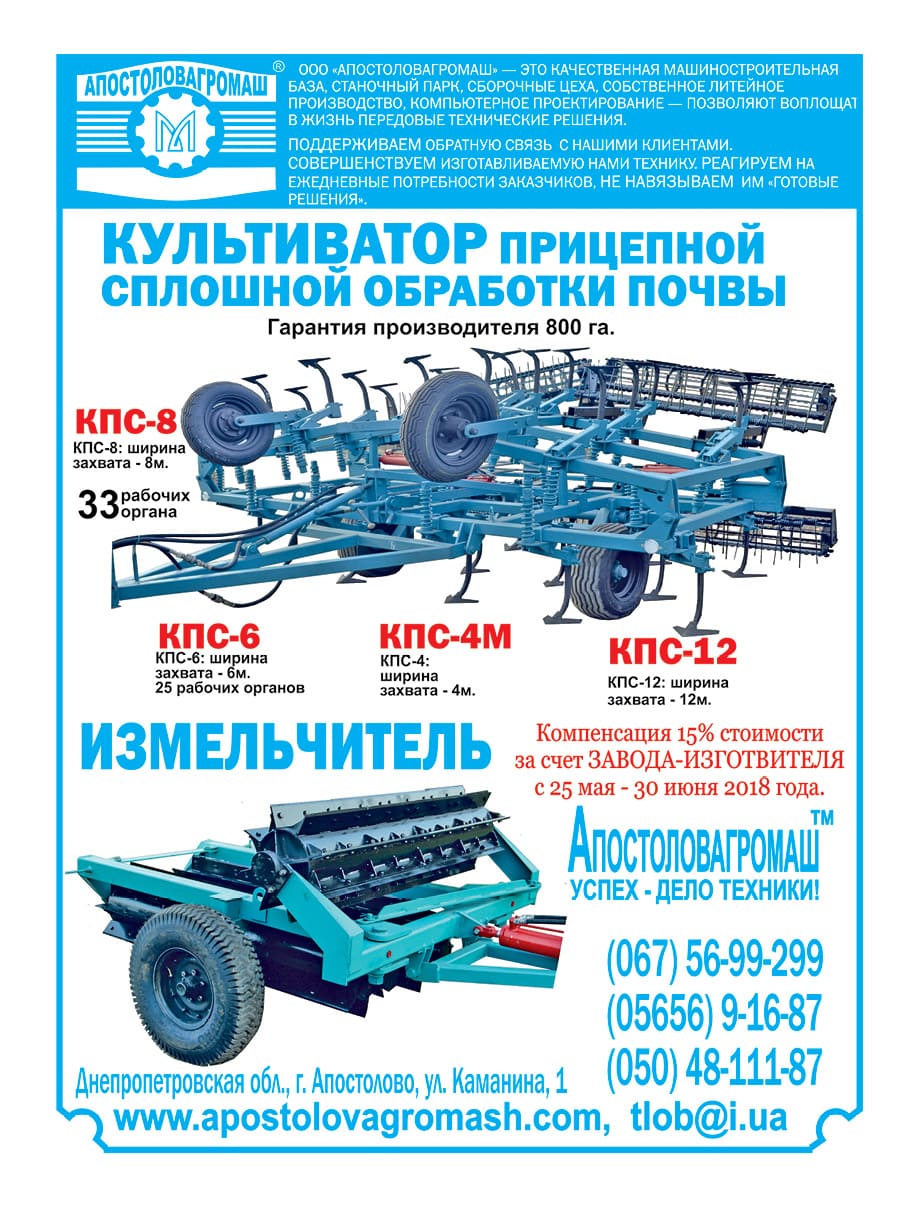 АПОСТОЛОВАГРОМАШ
®
ООО «АПОСТОЛОВАГРОМАШ» — ЭТО КАЧЕСТВЕННАЯ МАШИНОСТРОИТЕЛЬНАЯ
БАЗА, СТАНОЧНЫЙ ПАРК, СБОРОЧНЫЕ ЦЕХА, СОБСТВЕННОЕ ЛИТЕЙНОЕ
ПРОИЗВОДСТВО, КОМПЬЮТЕРНОЕ ПРОЕКТИРОВАНИЕ — ПОЗВОЛЯЮТ ВОПЛОЩАТ
В ЖИЗНЬ ПЕРЕДОВЫЕ ТЕХНИЧЕСКИЕ РЕШЕНИЯ.
ПОДДЕРЖИВАЕМ ОБРАТНУЮ СВЯЗЬ С НАШИМИ КЛИЕНТАМИ.
СОВЕРШЕНСТВУЕМ ИЗГОТАВЛИВАЕМУЮ НАМИ ТЕХНИКУ. РЕАГИРУЕМ НА
ЕЖЕДНЕВНЫЕ ПОТРЕБНОСТИ ЗАКАЗЧИКОВ, НЕ НАВЯЗЫВАЕМ ИМ «ГОТОВЫЕ
РЕШЕНИЯ».
КУЛЬТИВАТОР ПРИЦЕПНОЙ
СПЛОШНОЙ ОБРАБОТКИ ПОЧВЫ
Гарантия производителя 800 га.
КПС-8
КПС-8: ширина
захвата - 8м.
33 рабочих
органа
КПС-6
КПС-6: ширина
захвата - 6м.
25 рабочих органов
КПС-4М
КПС-4:
ширина
захвата - 4м.
КПС-12
КПС-12: ширина
захвата - 12м.
ИЗМЕЛЬЧИТЕЛЬ
Компенсация 15% стоимости
за счет ЗАВОДА-ИЗГОТВИТЕЛЯ
с 25 мая - 30 июня 2018 года.
АПОСТОЛОВАГРОМАШ™
УСПЕХ - ДЕЛО ТЕХНИКИ!
(067) 56-99-299
(05656) 9-16-87
(050) 48-111-87
Днепропетровская обл., г. Апостолово, ул. Каманина, 1
www.apostolovagromash.com, tlob@i.ua